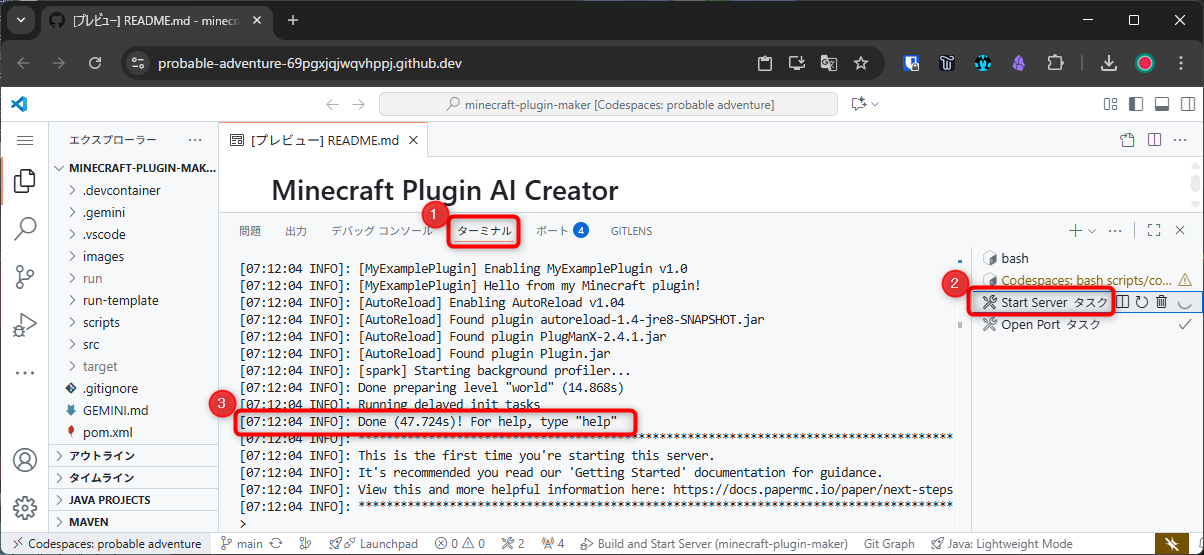 [プレビュー] README.md - minecr
probable-adventure-69pgxjqjwqvhppj.github.dev
minecraft-plugin-maker [Codespaces: probable adventure]
エクスプローラー
[プレビュー] README.md
MINECRAFT-PLUGIN-MAK...
.devcontainer
.gemini
.vscode
images
run
run-template
scripts
src
target
.gitignore
GEMINI.md
pom.xml
アウトライン
タイムライン
JAVA PROJECTS
MAVEN
Minecraft Plugin AI Creator
1
問題 出力 デバッグ コンソール ターミナル ポート 4 GITLENS
[07:12:04 INFO]: [MyExamplePlugin] Enabling MyExamplePlugin v1.0
[07:12:04 INFO]: [MyExamplePlugin] Hello from my Minecraft plugin!
[07:12:04 INFO]: [AutoReload] Enabling AutoReload v1.04
[07:12:04 INFO]: [AutoReload] Found plugin autoreload-1.4-jre8-SNAPSHOT.jar
[07:12:04 INFO]: [AutoReload] Found plugin PlugManX-2.4.1.jar
[07:12:04 INFO]: [AutoReload] Found plugin Plugin.jar
[07:12:04 INFO]: [spark] Starting background profiler...
[07:12:04 INFO]: Done preparing level "world" (14.868s)
[07:12:04 INFO]: Running delayed init tasks
3
[07:12:04 INFO]: Done (47.724s)! For help, type "help"
[07:12:04 INFO]: *************************************************************************************
[07:12:04 INFO]: This is the first time you're starting this server.
[07:12:04 INFO]: It's recommended you read our 'Getting Started' documentation for guidance.
[07:12:04 INFO]: View this and more helpful information here: https://docs.papermc.io/paper/next-steps
[07:12:04 INFO]: *************************************************************************************
>
bash
Codespaces: bash scripts/co...
2
Start Server タスク
Open Port タスク
Codespaces: probable adventure main Launchpad 0 0 2 4 Build and Start Server (minecraft-plugin-maker) Git Graph Java: Lightweight Mode